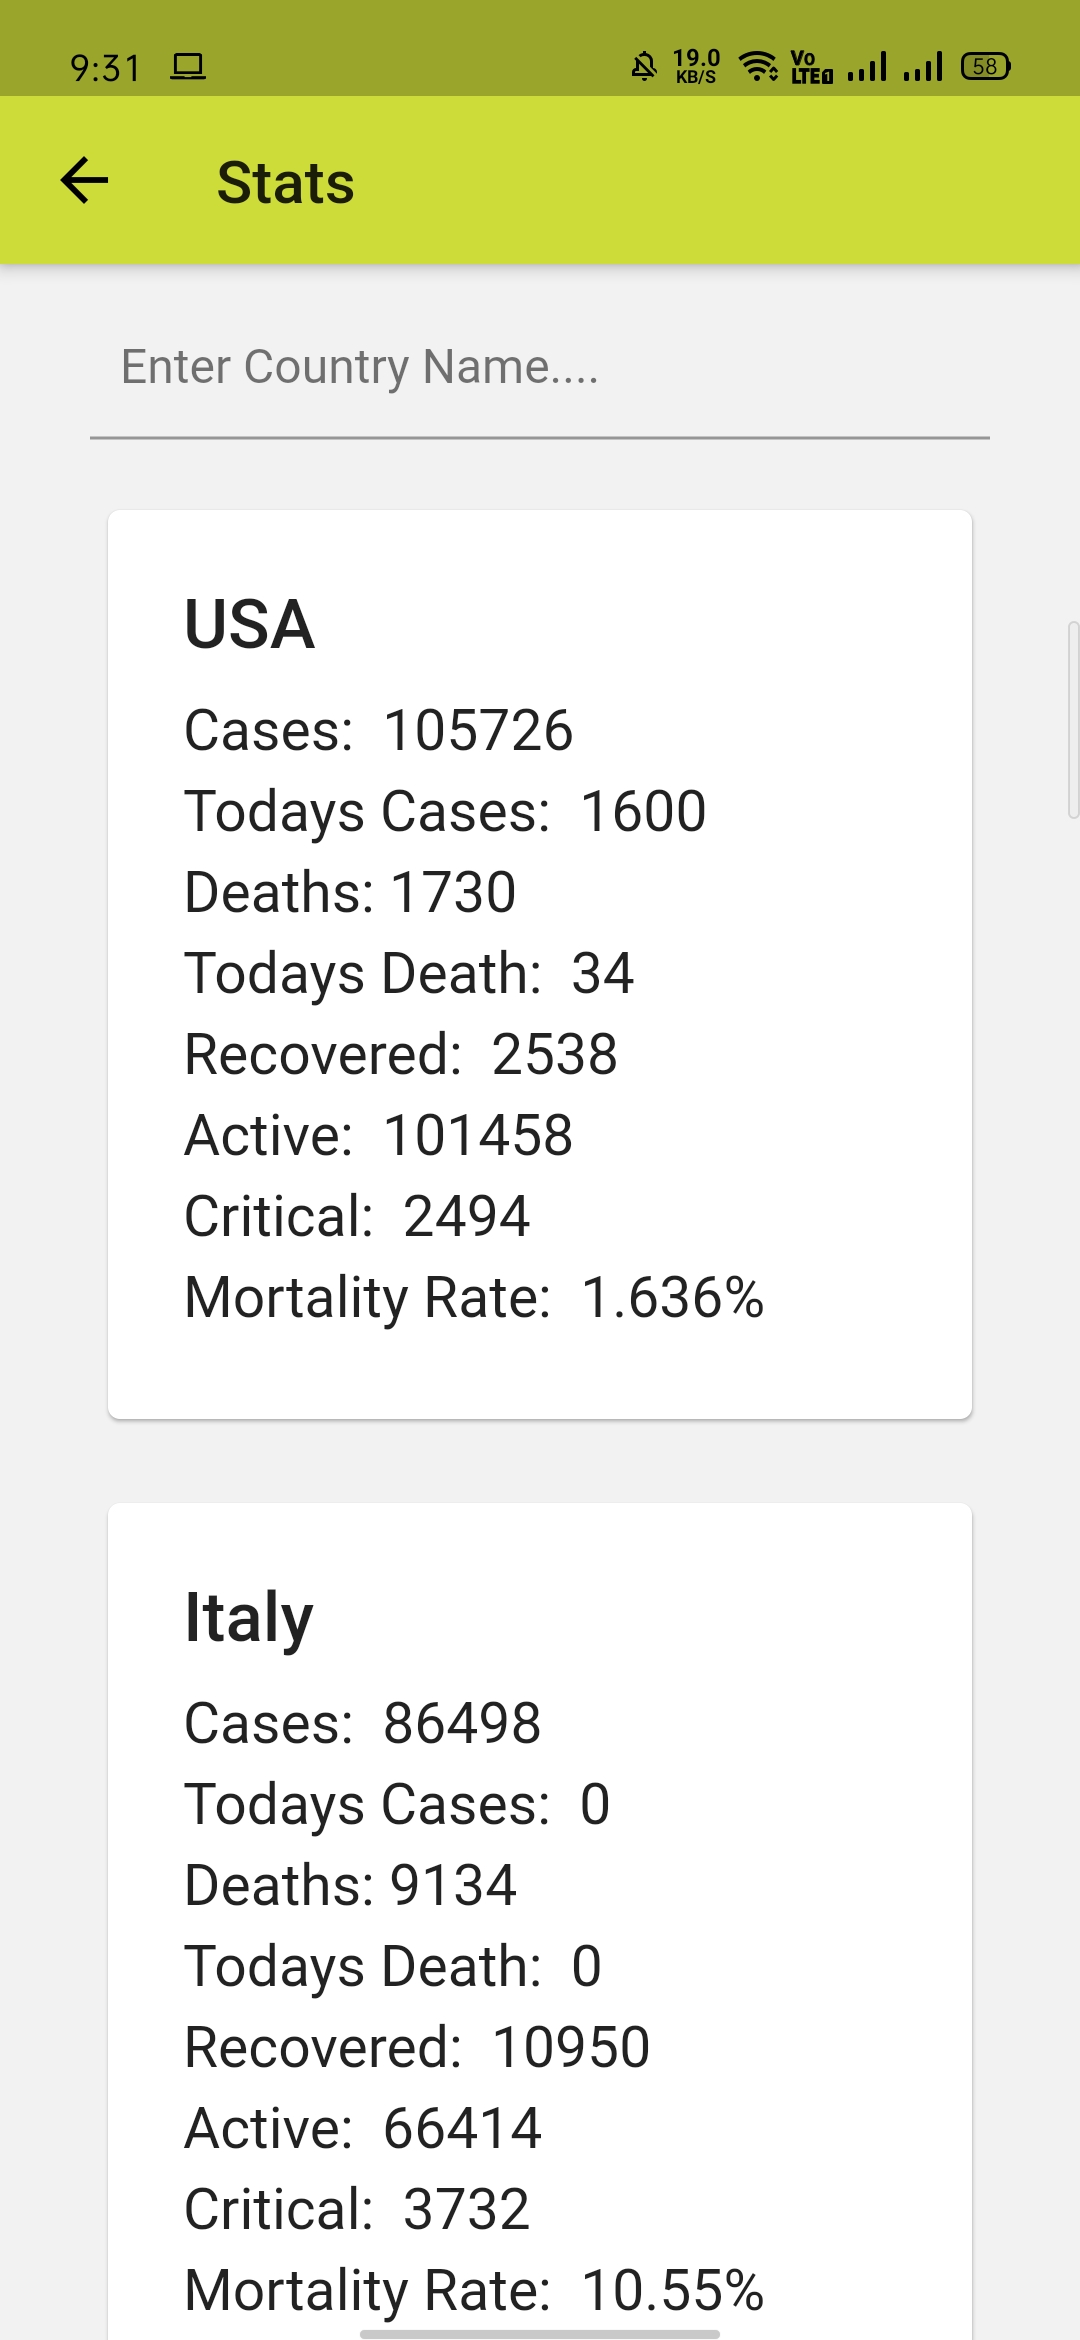 9:31 19.0 KB/S Vo LTE1 58
Stats
Enter Country Name....
USA
Cases: 105726
Todays Cases: 1600
Deaths: 1730
Todays Death: 34
Recovered: 2538
Active: 101458
Critical: 2494
Mortality Rate: 1.636%
Italy
Cases: 86498
Todays Cases: 0
Deaths: 9134
Todays Death: 0
Recovered: 10950
Active: 66414
Critical: 3732
Mortality Rate: 10.55%